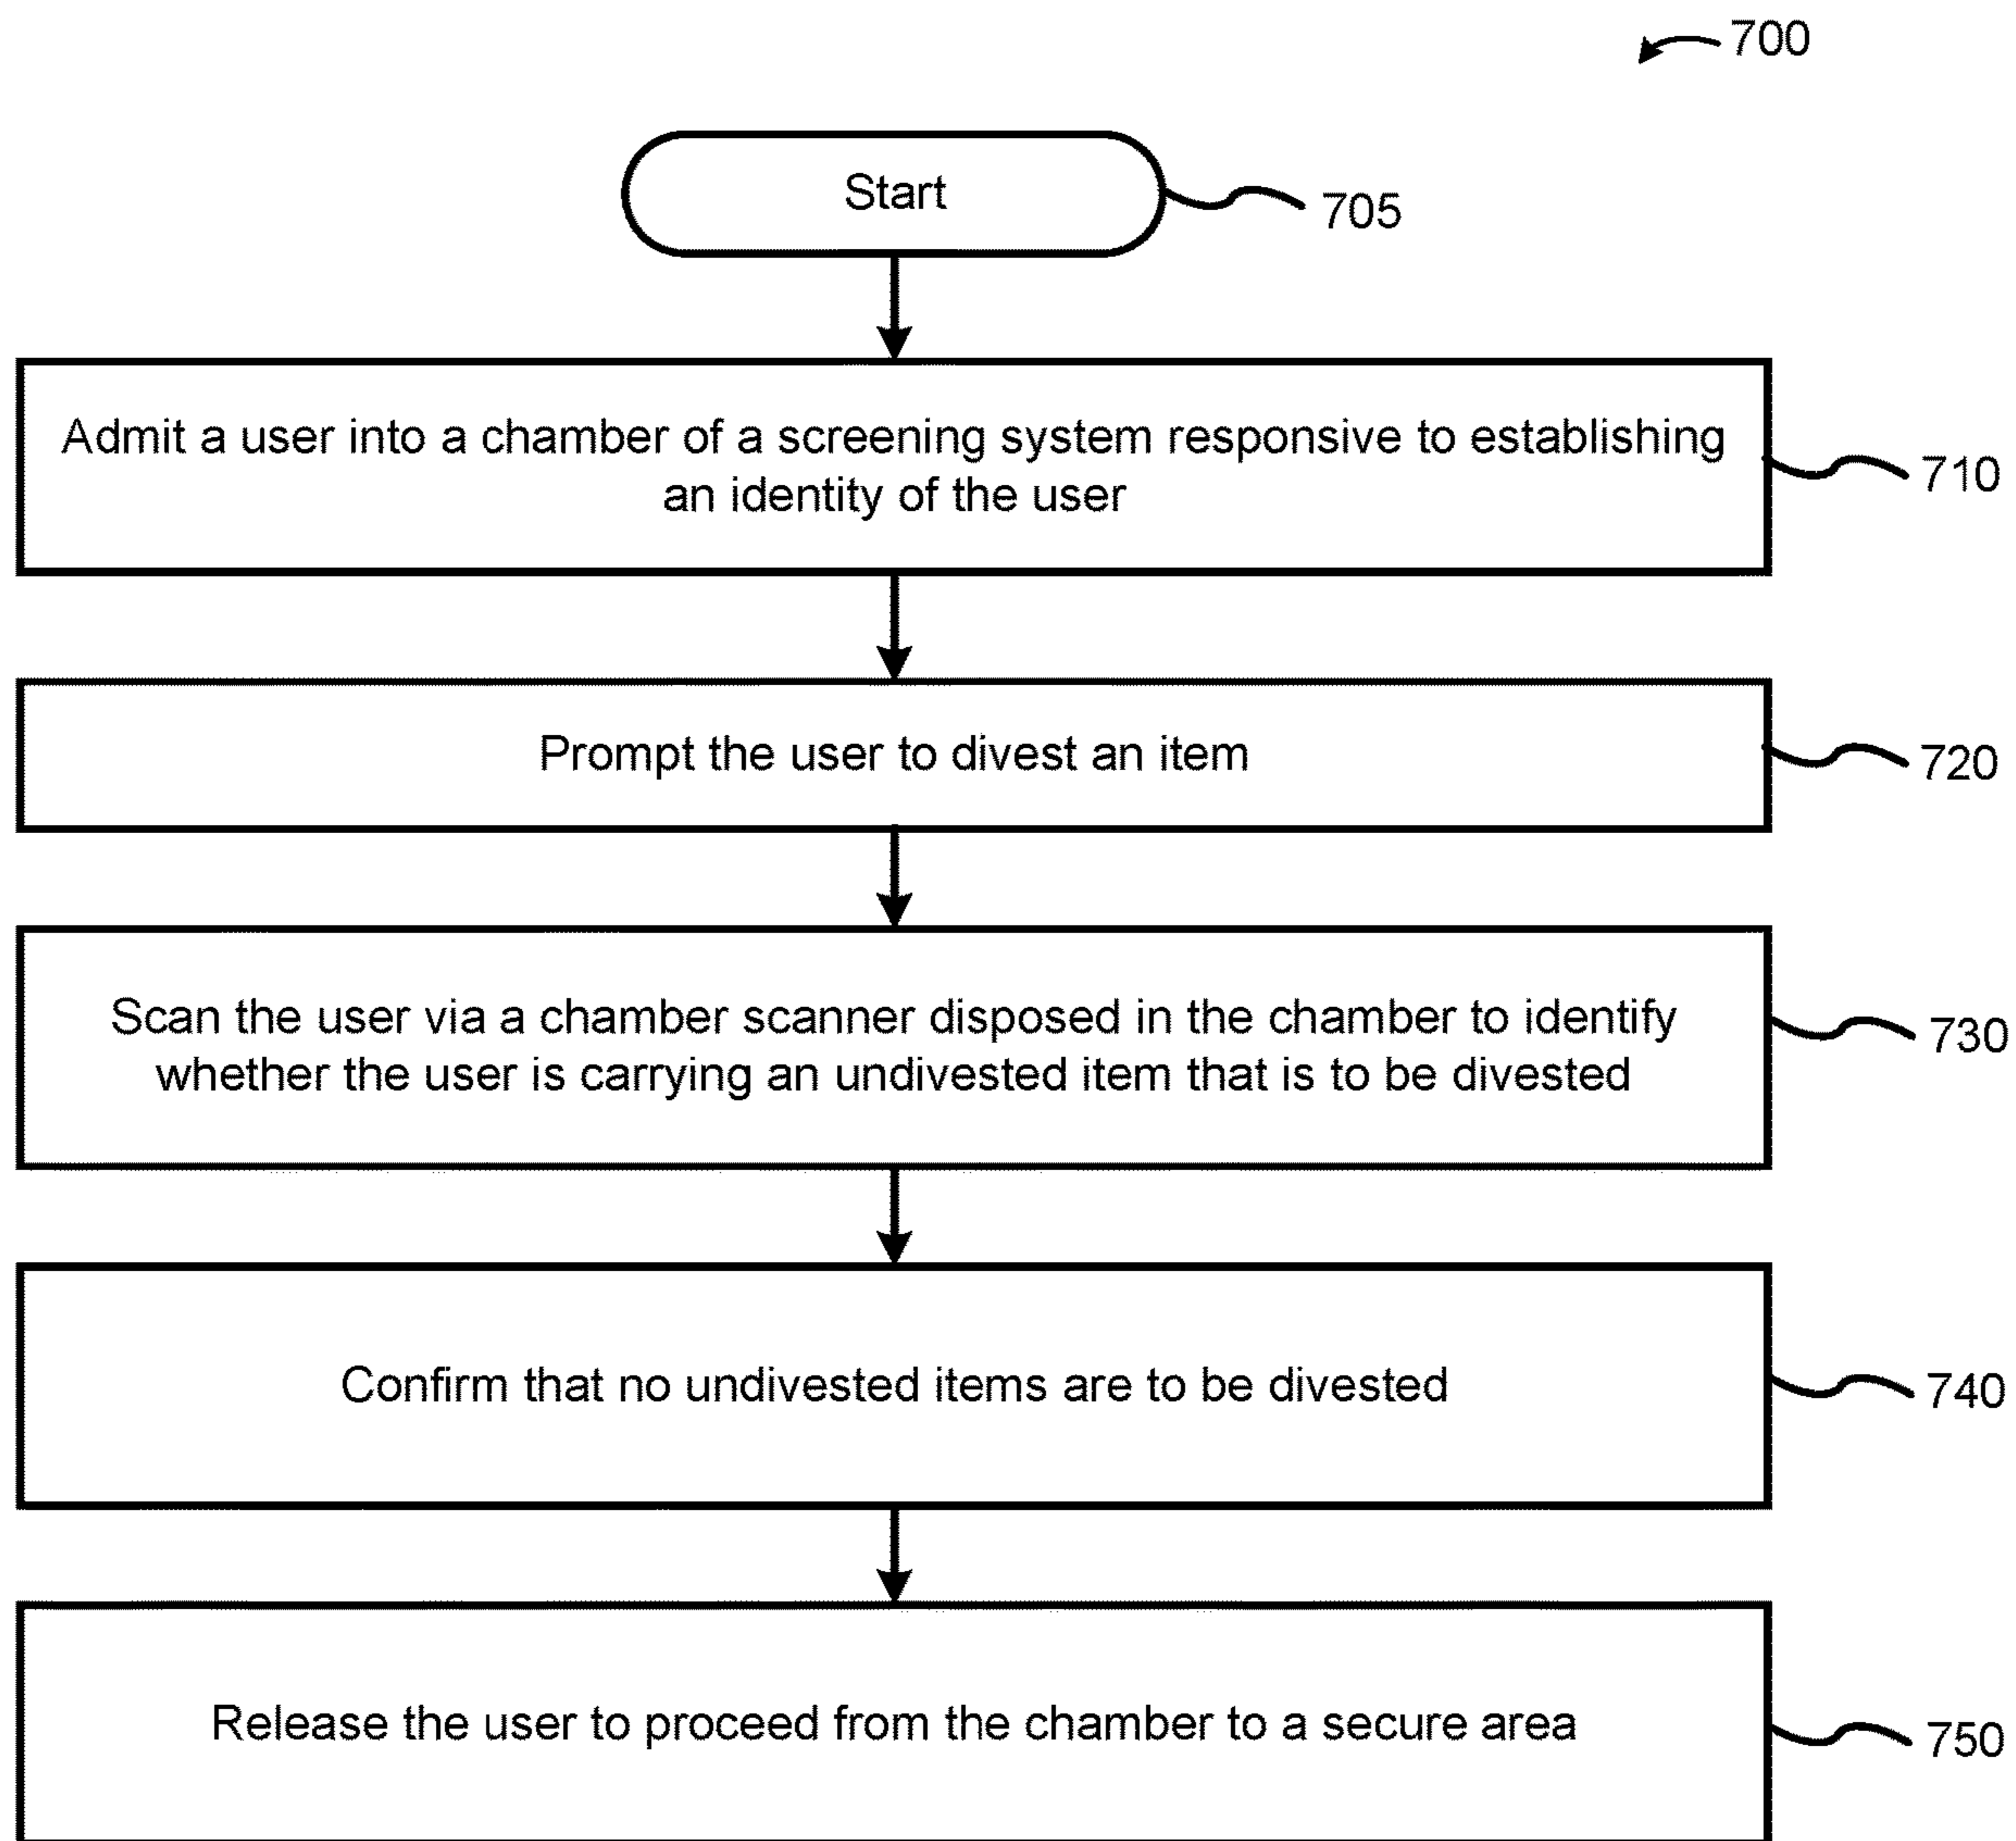 700
Start
705
Admit a user into a chamber of a screening system responsive to establishing
an identity of the user
710
Prompt the user to divest an item
720
Scan the user via a chamber scanner disposed in the chamber to identify
whether the user is carrying an undivested item that is to be divested
730
Confirm that no undivested items are to be divested
740
Release the user to proceed from the chamber to a secure area
750